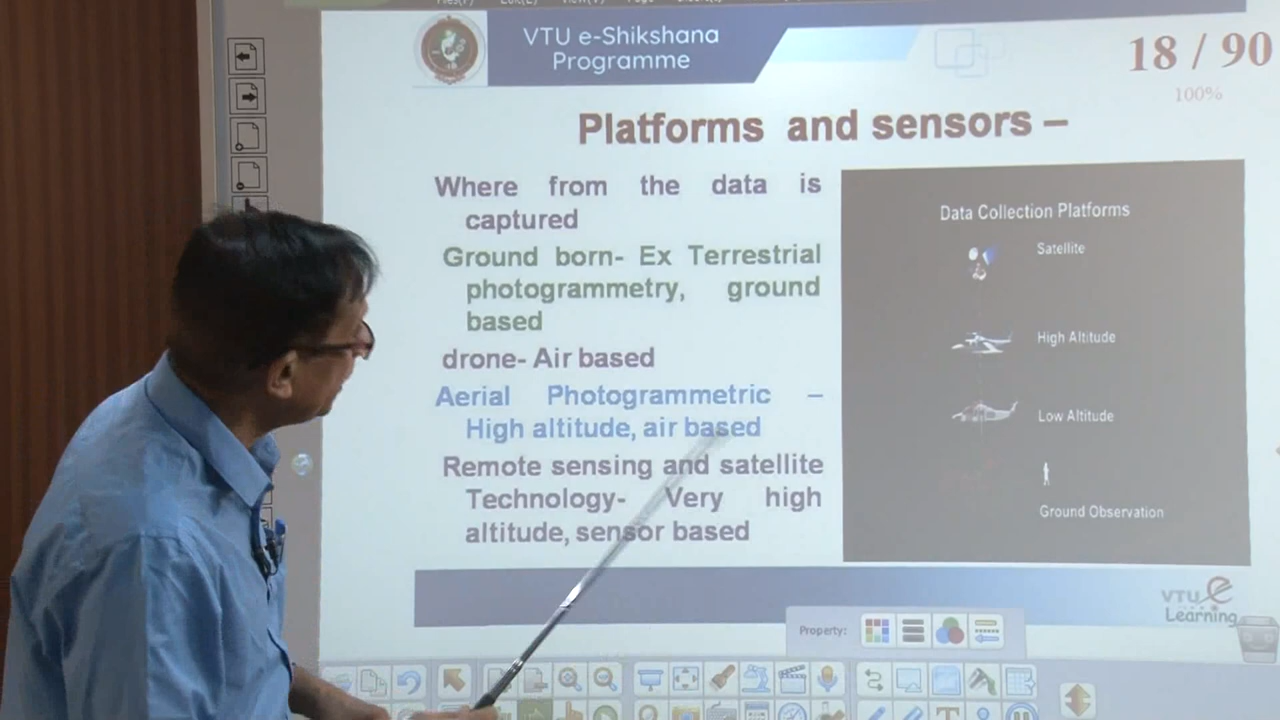 VTU e-Shikshana
Programme
18 / 90
100%
Platforms and sensors –
Where from the data is
captured
Ground born- Ex Terrestrial
photogrammetry, ground
based
drone- Air based
Aerial Photogrammetric –
High altitude, air based
Remote sensing and satellite
Technology- Very high
altitude, sensor based
Data Collection Platforms
Satellite
High Altitude
Low Altitude
Ground Observation
VTU e
Learning
Property: